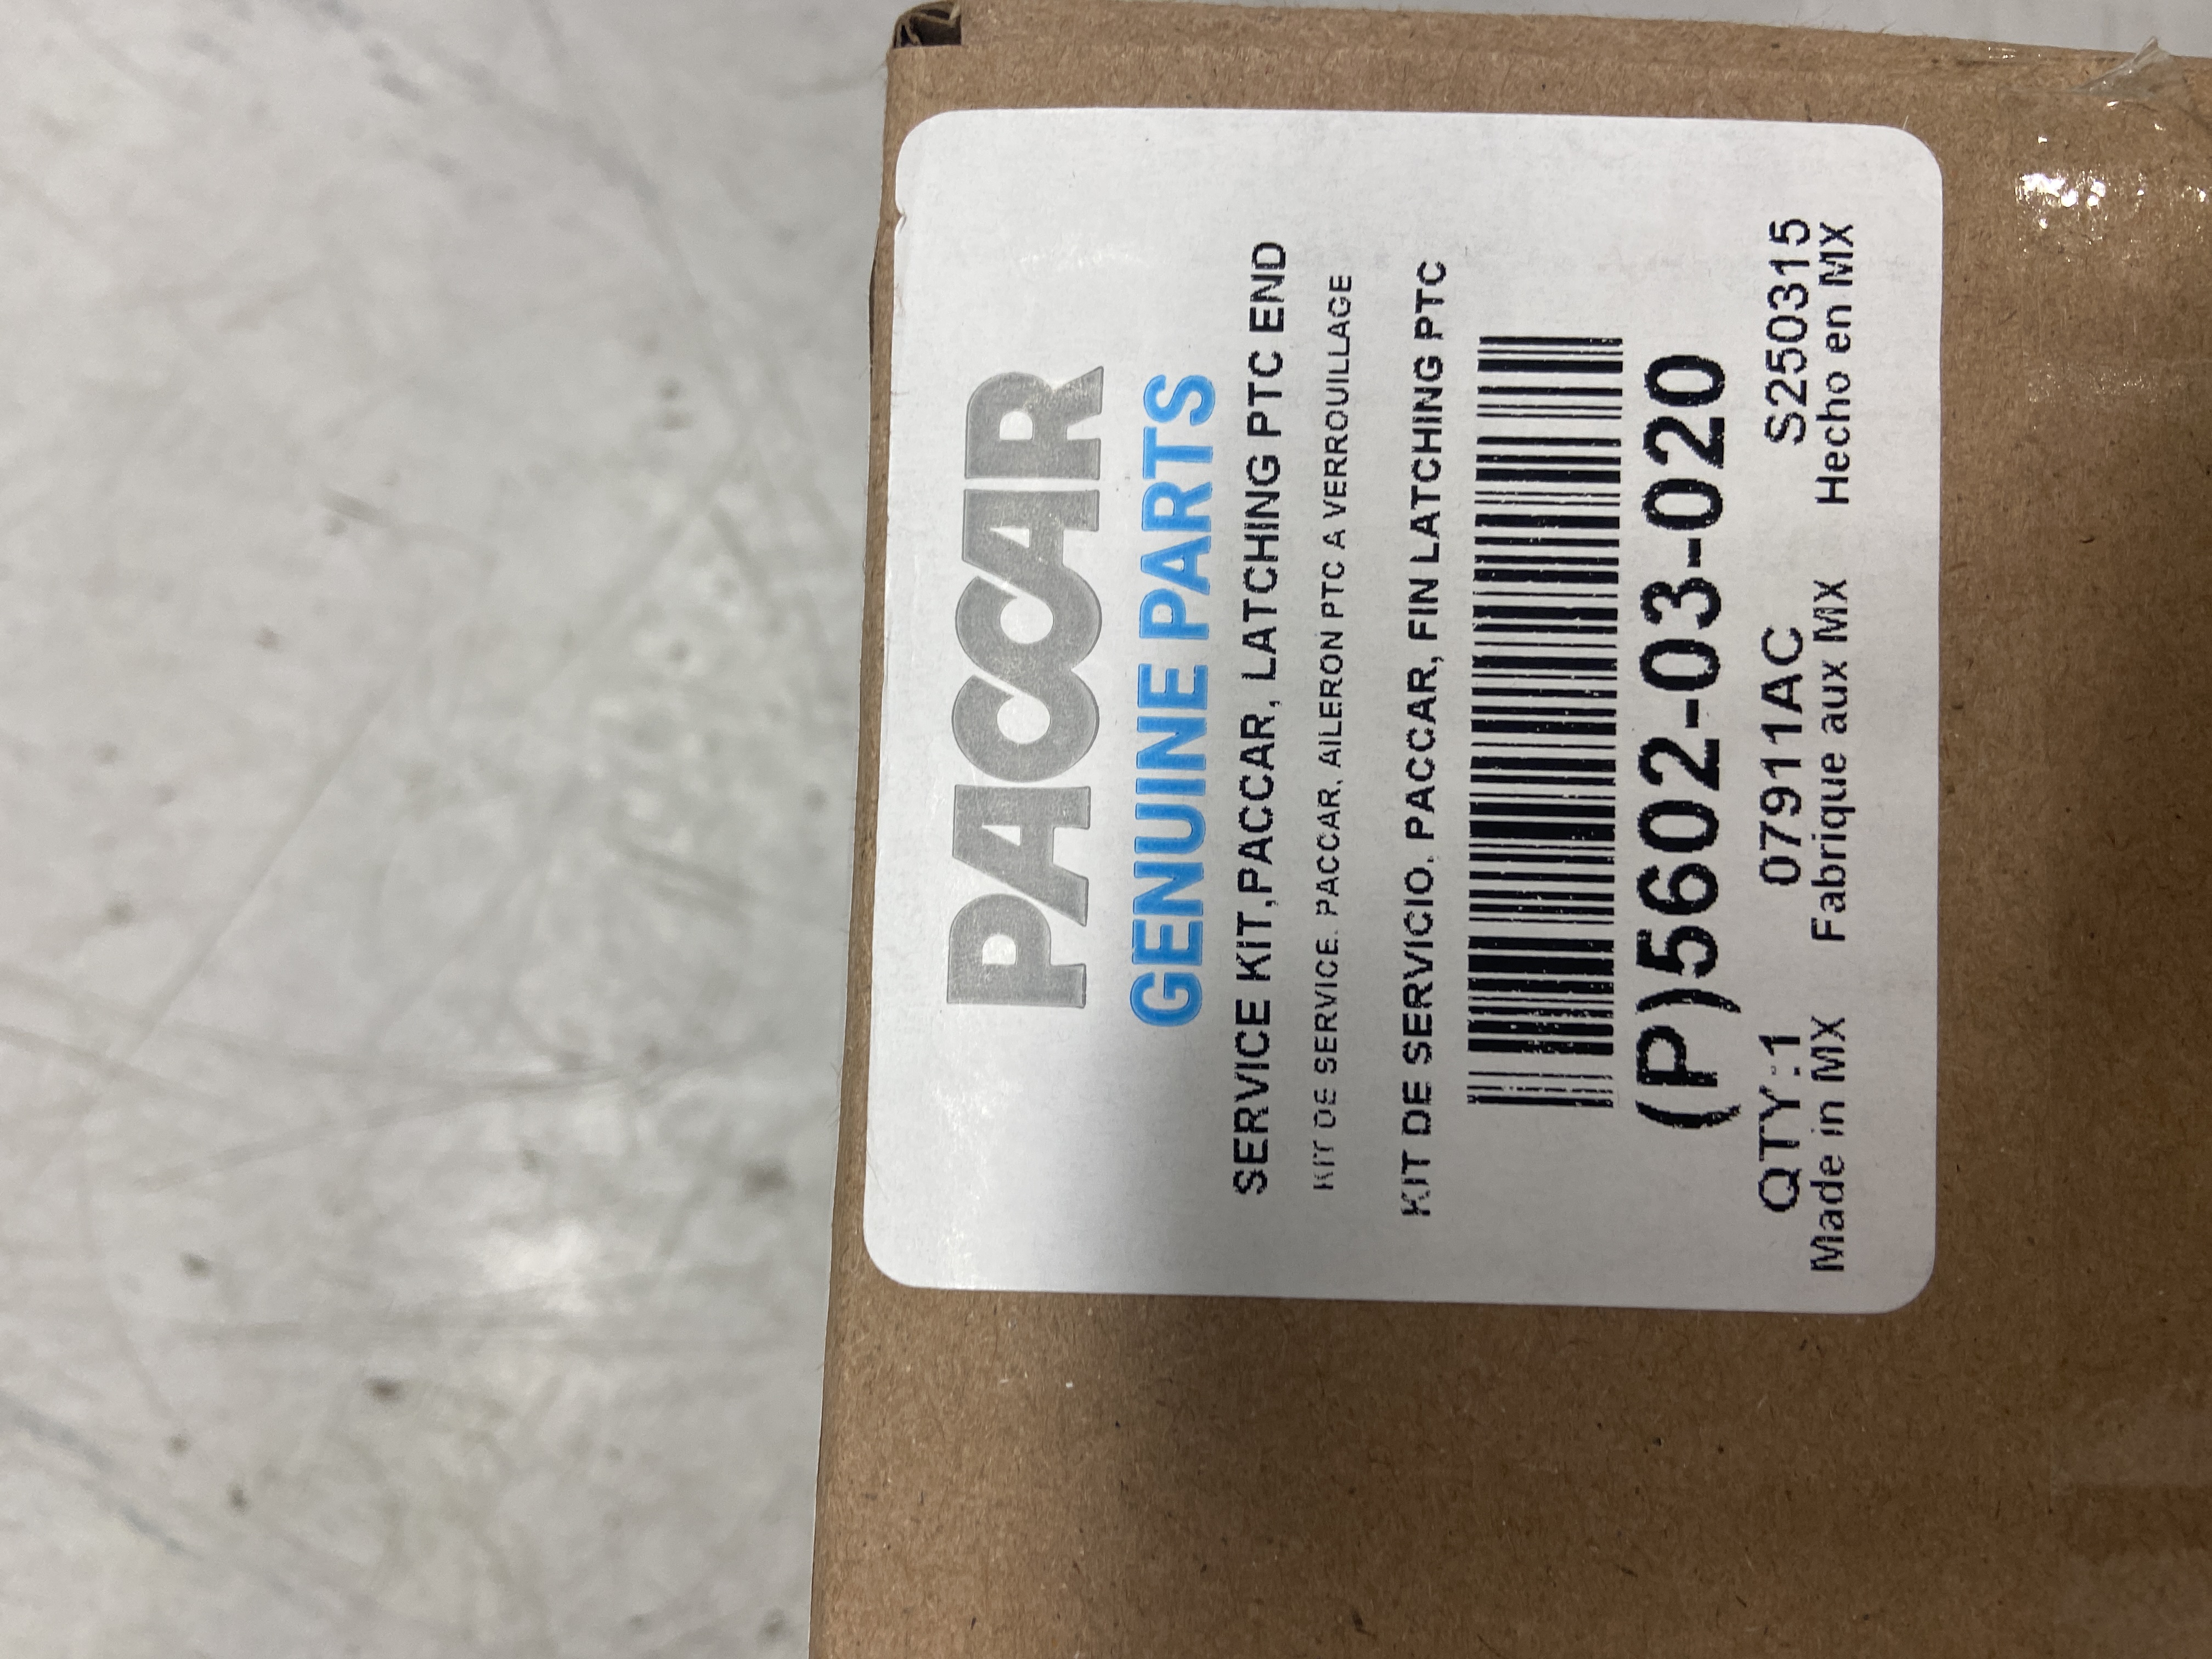 PACCAR
GENUINE PARTS
SERVICE KIT,PACCAR, LATCHING PTC END
KIT DE SERVICE. PACCAR, AILERON PTC A VERROUILLAGE
KIT DE SERVICIO. PACCAR, FIN LATCHING PTC
(P)5602-03-020
QTY:1 07911AC S250315
Made in MX Fabrique aux MX Hecho en MX